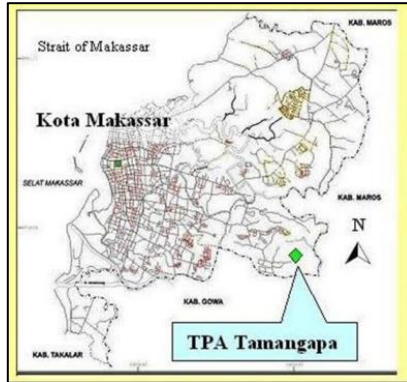 KAB. MAROS
Strait of Makassar
Kota Makassar
SELAT MAKASSAR
KAB. MAROS
N
KAB. GOWA
TPA Tamangapa
KAB. TAKALAR